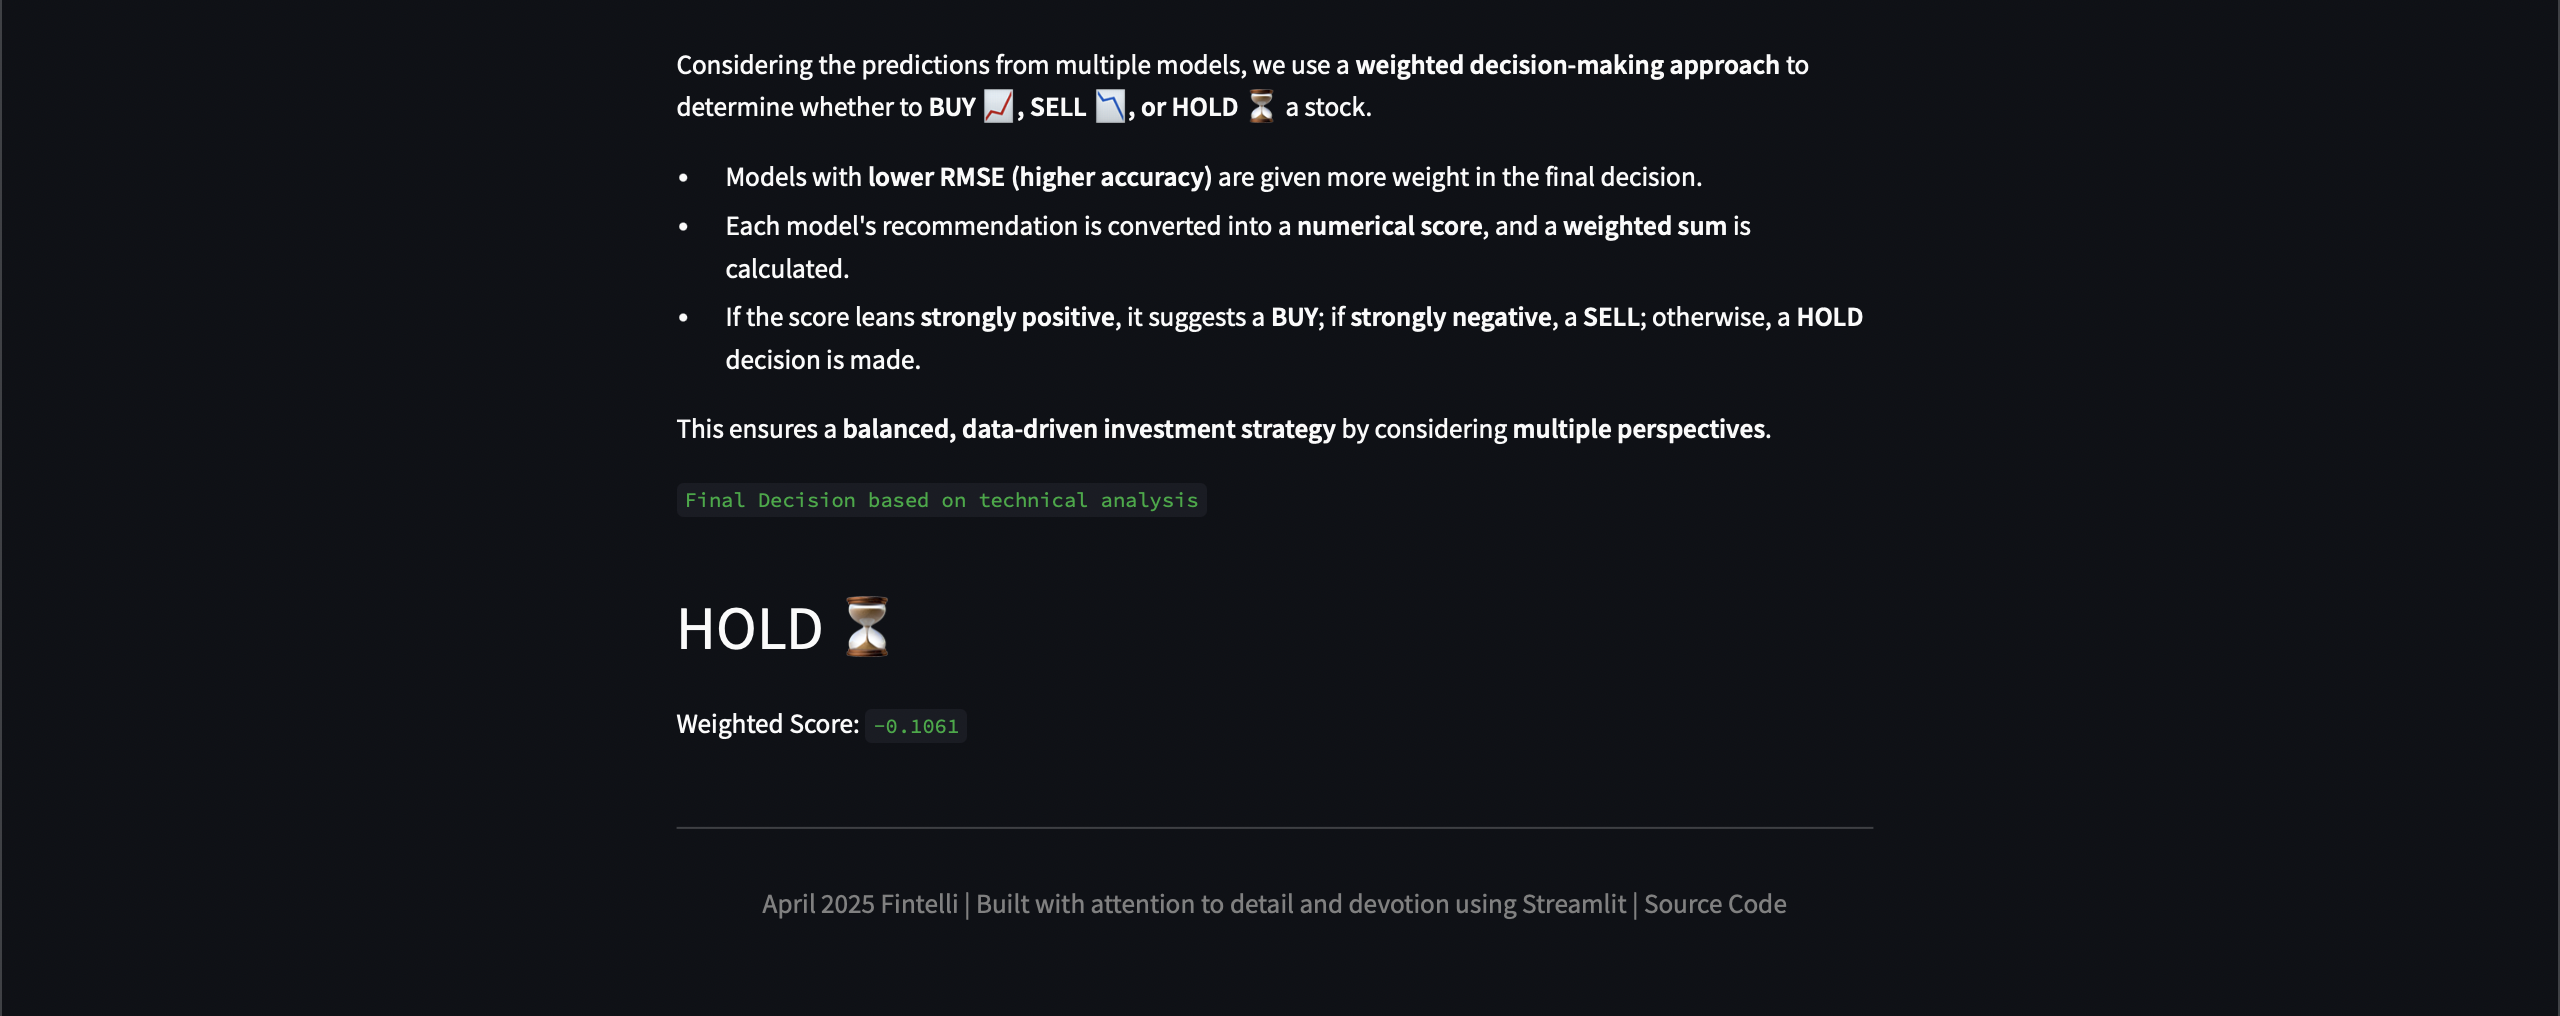 Considering the predictions from multiple models, we use a weighted decision-making approach to
determine whether to BUY 📈, SELL 📉, or HOLD ⏳ a stock.
• Models with lower RMSE (higher accuracy) are given more weight in the final decision.
• Each model's recommendation is converted into a numerical score, and a weighted sum is
calculated.
• If the score leans strongly positive, it suggests a BUY; if strongly negative, a SELL; otherwise, a HOLD
decision is made.
This ensures a balanced, data-driven investment strategy by considering multiple perspectives.
Final Decision based on technical analysis
HOLD ⏳
Weighted Score: -0.1061
April 2025 Fintelli | Built with attention to detail and devotion using Streamlit | Source Code